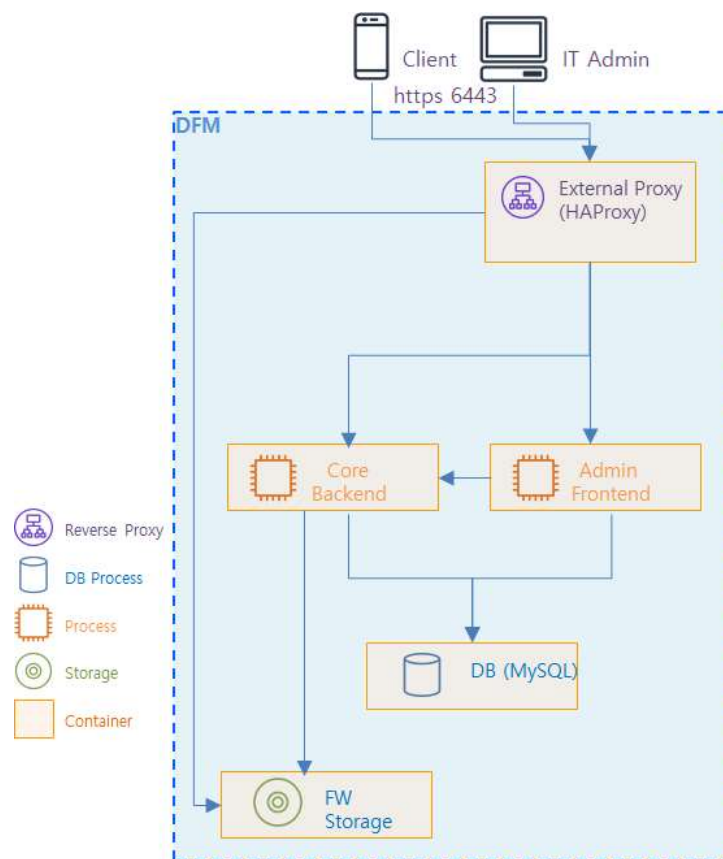 Client
IT Admin
https 6443
DFM
External Proxy
(HAProxy)
Core
Backend
Admin
Frontend
Reverse Proxy
DB Process
Process
Storage
Container
DB (MySQL)
FW
Storage